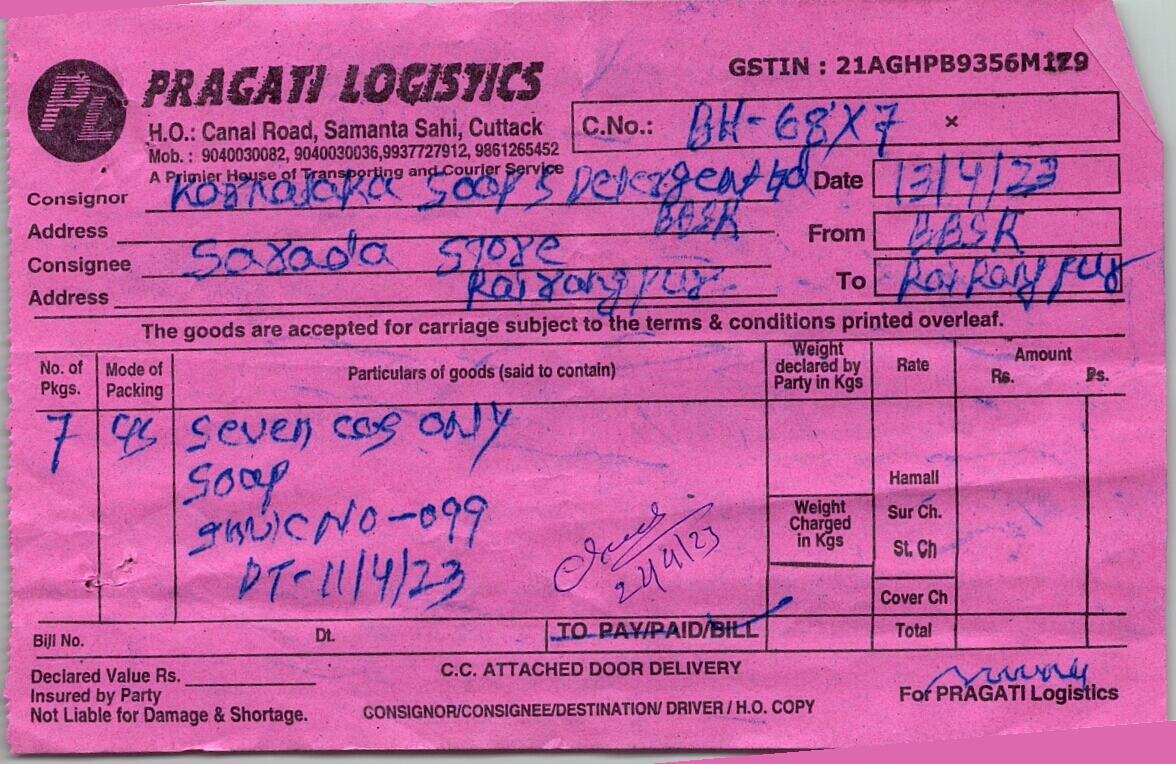 PRAGATI LOGISTICS
GSTIN : 21AGHPB9356M1Z9
H.O.: Canal Road, Samanta Sahi, Cuttack
Mob. : 9040030082, 9040030036,9937727912, 9861265452
A Primier House of Transporting and Courier Service
C.No.: BH-68X7 ×
Consignor Karnataka Soap's Detergent Ltd
Date 13/4/23
Address BBSR
From BBSR
Consignee Sarada Store
To Rairangpur
Address Rairangpur
The goods are accepted for carriage subject to the terms & conditions printed overleaf.
No. of Pkgs. Mode of Packing Particulars of goods (said to contain) Weight declared by Party in Kgs Rate Amount Rs. Ps.
7 Seven cas only
Soap
NO-099
DT-11/4/23
Hamali
Weight Charged in Kgs
Sur Ch.
St. Ch
Cover Ch
/4/23
Bill No. Dt. TO PAY/PAID/BILL Total
Declared Value Rs.
C.C. ATTACHED DOOR DELIVERY
Insured by Party
For PRAGATI Logistics
Not Liable for Damage & Shortage.
CONSIGNOR/CONSIGNEE/DESTINATION/ DRIVER / H.O. COPY